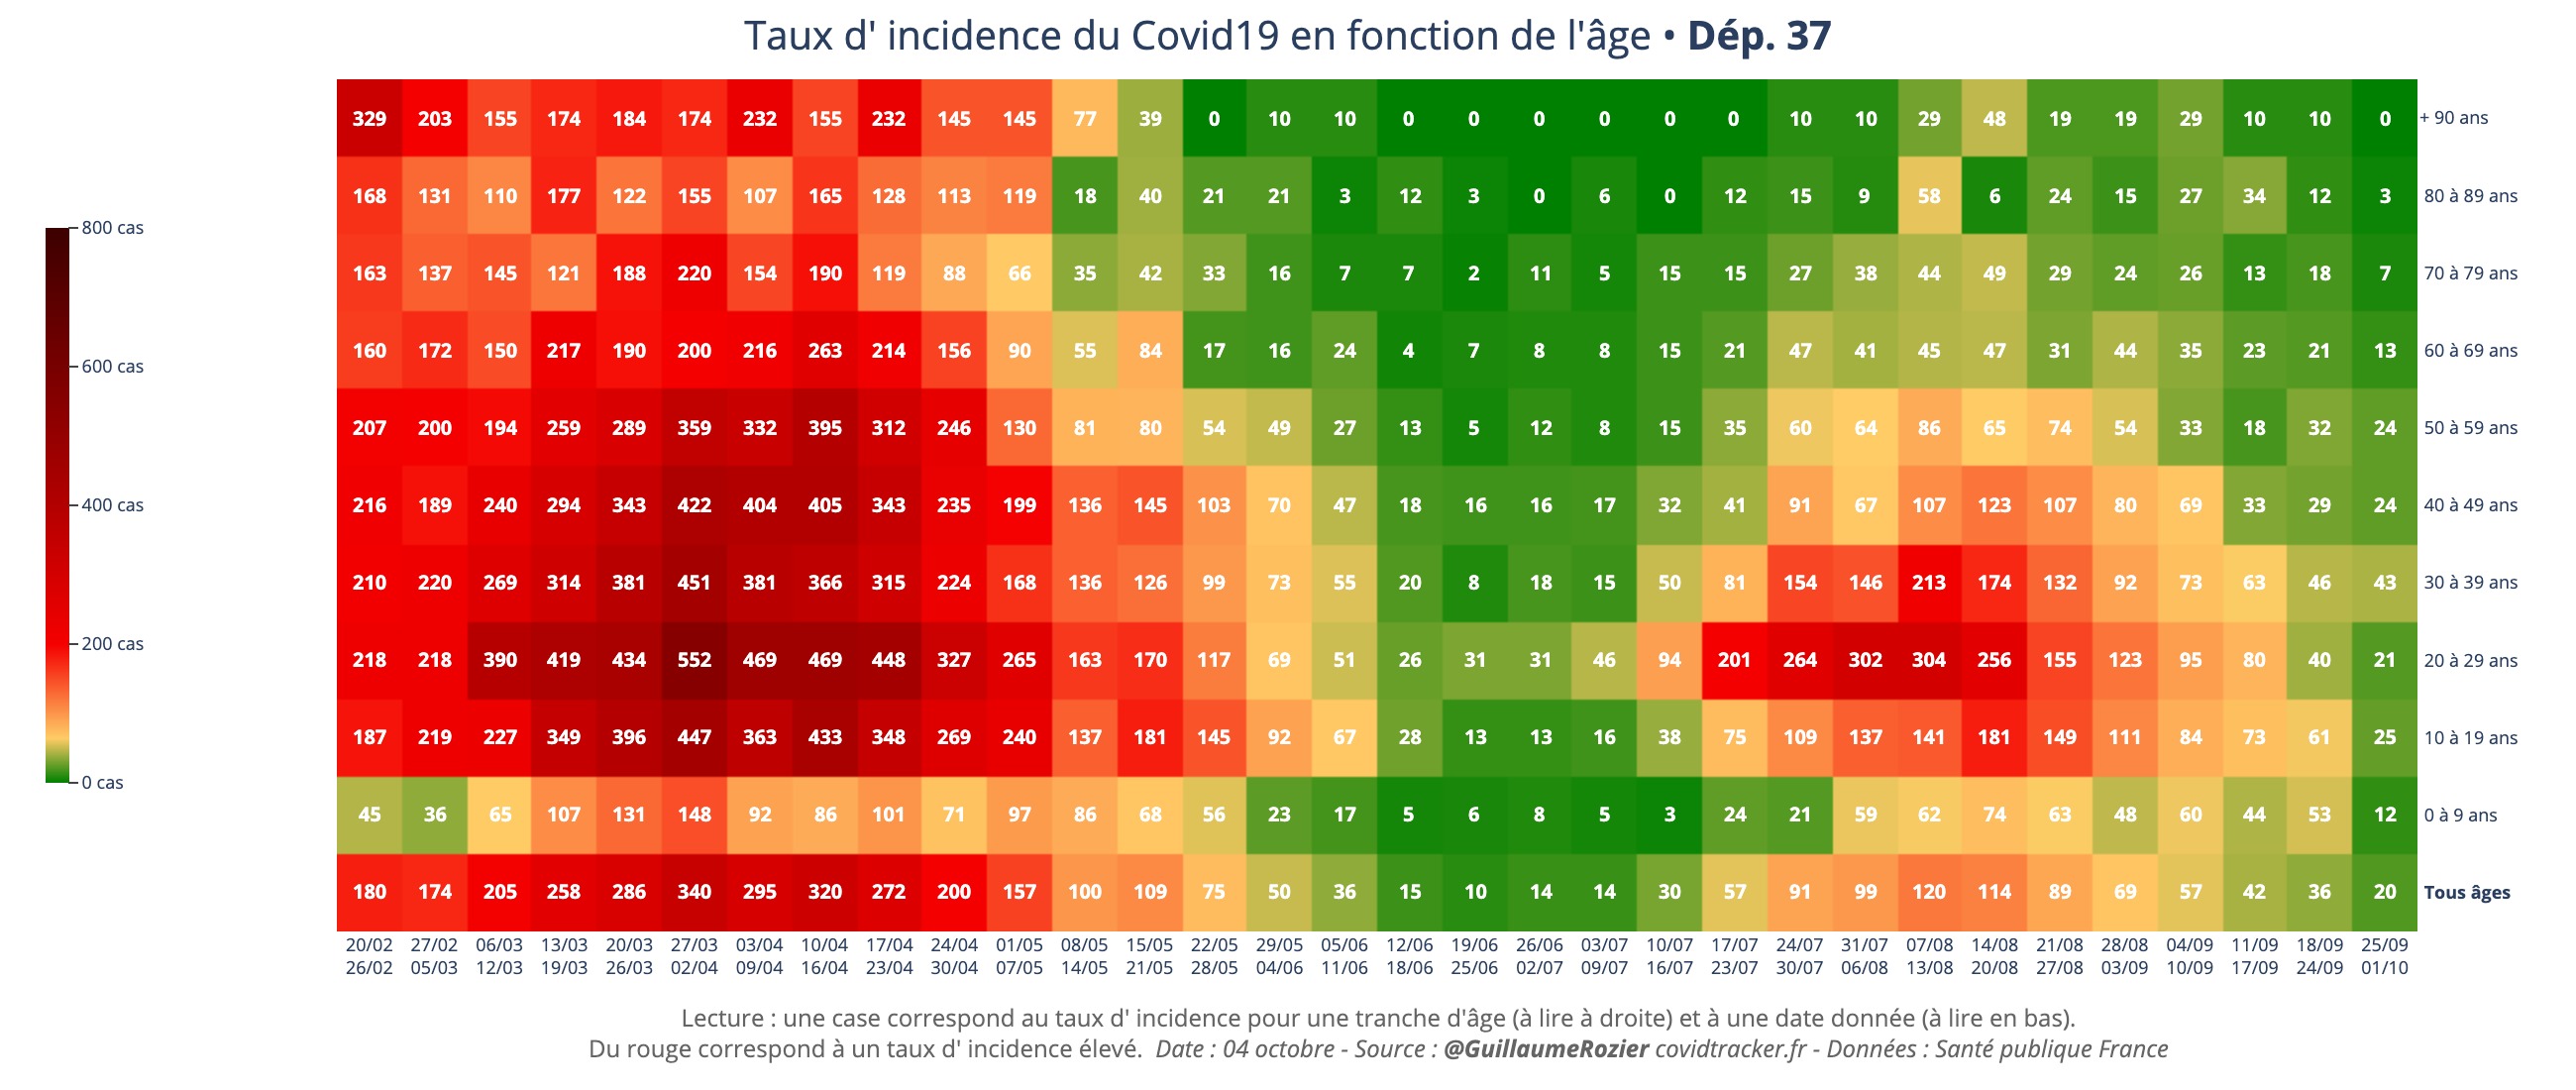 Taux d' incidence du Covid19 en fonction de l'âge • Dép. 37
800 cas
600 cas
400 cas
200 cas
0 cas
329 203 155 174 184 174 232 155 232 145 145 77 39 0 10 10 0 0 0 0 0 0 10 10 29 48 19 19 29 10 10 0 + 90 ans
168 131 110 177 122 155 107 165 128 113 119 18 40 21 21 3 12 3 0 6 0 12 15 9 58 6 24 15 27 34 12 3 80 à 89 ans
163 137 145 121 188 220 154 190 119 88 66 35 42 33 16 7 7 2 11 5 15 15 27 38 44 49 29 24 26 13 18 7 70 à 79 ans
160 172 150 217 190 200 216 263 214 156 90 55 84 17 16 24 4 7 8 8 15 21 47 41 45 47 31 44 35 23 21 13 60 à 69 ans
207 200 194 259 289 359 332 395 312 246 130 81 80 54 49 27 13 5 12 8 15 35 60 64 86 65 74 54 33 18 32 24 50 à 59 ans
216 189 240 294 343 422 404 405 343 235 199 136 145 103 70 47 18 16 16 17 32 41 91 67 107 123 107 80 69 33 29 24 40 à 49 ans
210 220 269 314 381 451 381 366 315 224 168 136 126 99 73 55 20 8 18 15 50 81 154 146 213 174 132 92 73 63 46 43 30 à 39 ans
218 218 390 419 434 552 469 469 448 327 265 163 170 117 69 51 26 31 31 46 94 201 264 302 304 256 155 123 95 80 40 21 20 à 29 ans
187 219 227 349 396 447 363 433 348 269 240 137 181 145 92 67 28 13 13 16 38 75 109 137 141 181 149 111 84 73 61 25 10 à 19 ans
45 36 65 107 131 148 92 86 101 71 97 86 68 56 23 17 5 6 8 5 3 24 21 59 62 74 63 48 60 44 53 12 0 à 9 ans
180 174 205 258 286 340 295 320 272 200 157 100 109 75 50 36 15 10 14 14 30 57 91 99 120 114 89 69 57 42 36 20 Tous âges
20/02 27/02 06/03 13/03 20/03 27/03 03/04 10/04 17/04 24/04 01/05 08/05 15/05 22/05 29/05 05/06 12/06 19/06 26/06 03/07 10/07 17/07 24/07 31/07 07/08 14/08 21/08 28/08 04/09 11/09 18/09 25/09
26/02 05/03 12/03 19/03 26/03 02/04 09/04 16/04 23/04 30/04 07/05 14/05 21/05 28/05 04/06 11/06 18/06 25/06 02/07 09/07 16/07 23/07 30/07 06/08 13/08 20/08 27/08 03/09 10/09 17/09 24/09 01/10
Lecture : une case correspond au taux d' incidence pour une tranche d'âge (à lire à droite) et à une date donnée (à lire en bas).
Du rouge correspond à un taux d' incidence élevé. Date : 04 octobre - Source : @GuillaumeRozier covidtracker.fr - Données : Santé publique France